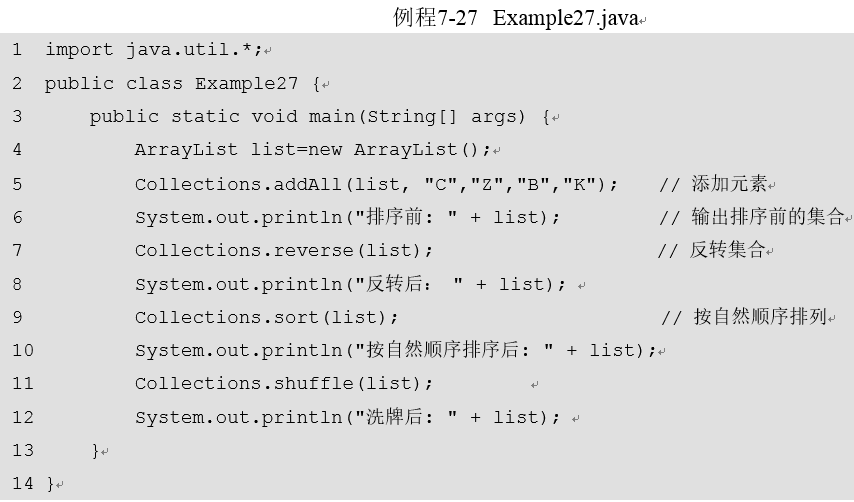 例程7-27 Example27.java↵
1 import java.util.*;↵
2 public class Example27 {↵
3     public static void main(String[] args) {↵
4         ArrayList list=new ArrayList();↵
5         Collections.addAll(list, "C","Z","B","K");    // 添加元素↵
6         System.out.println("排序前: " + list);         // 输出排序前的集合↵
7         Collections.reverse(list);                    // 反转集合↵
8         System.out.println("反转后： " + list); ↵
9         Collections.sort(list);                       // 按自然顺序排列↵
10         System.out.println("按自然顺序排序后: " + list);↵
11         Collections.shuffle(list);         ↵
12         System.out.println("洗牌后: " + list); ↵
13     }↵
14 }↵